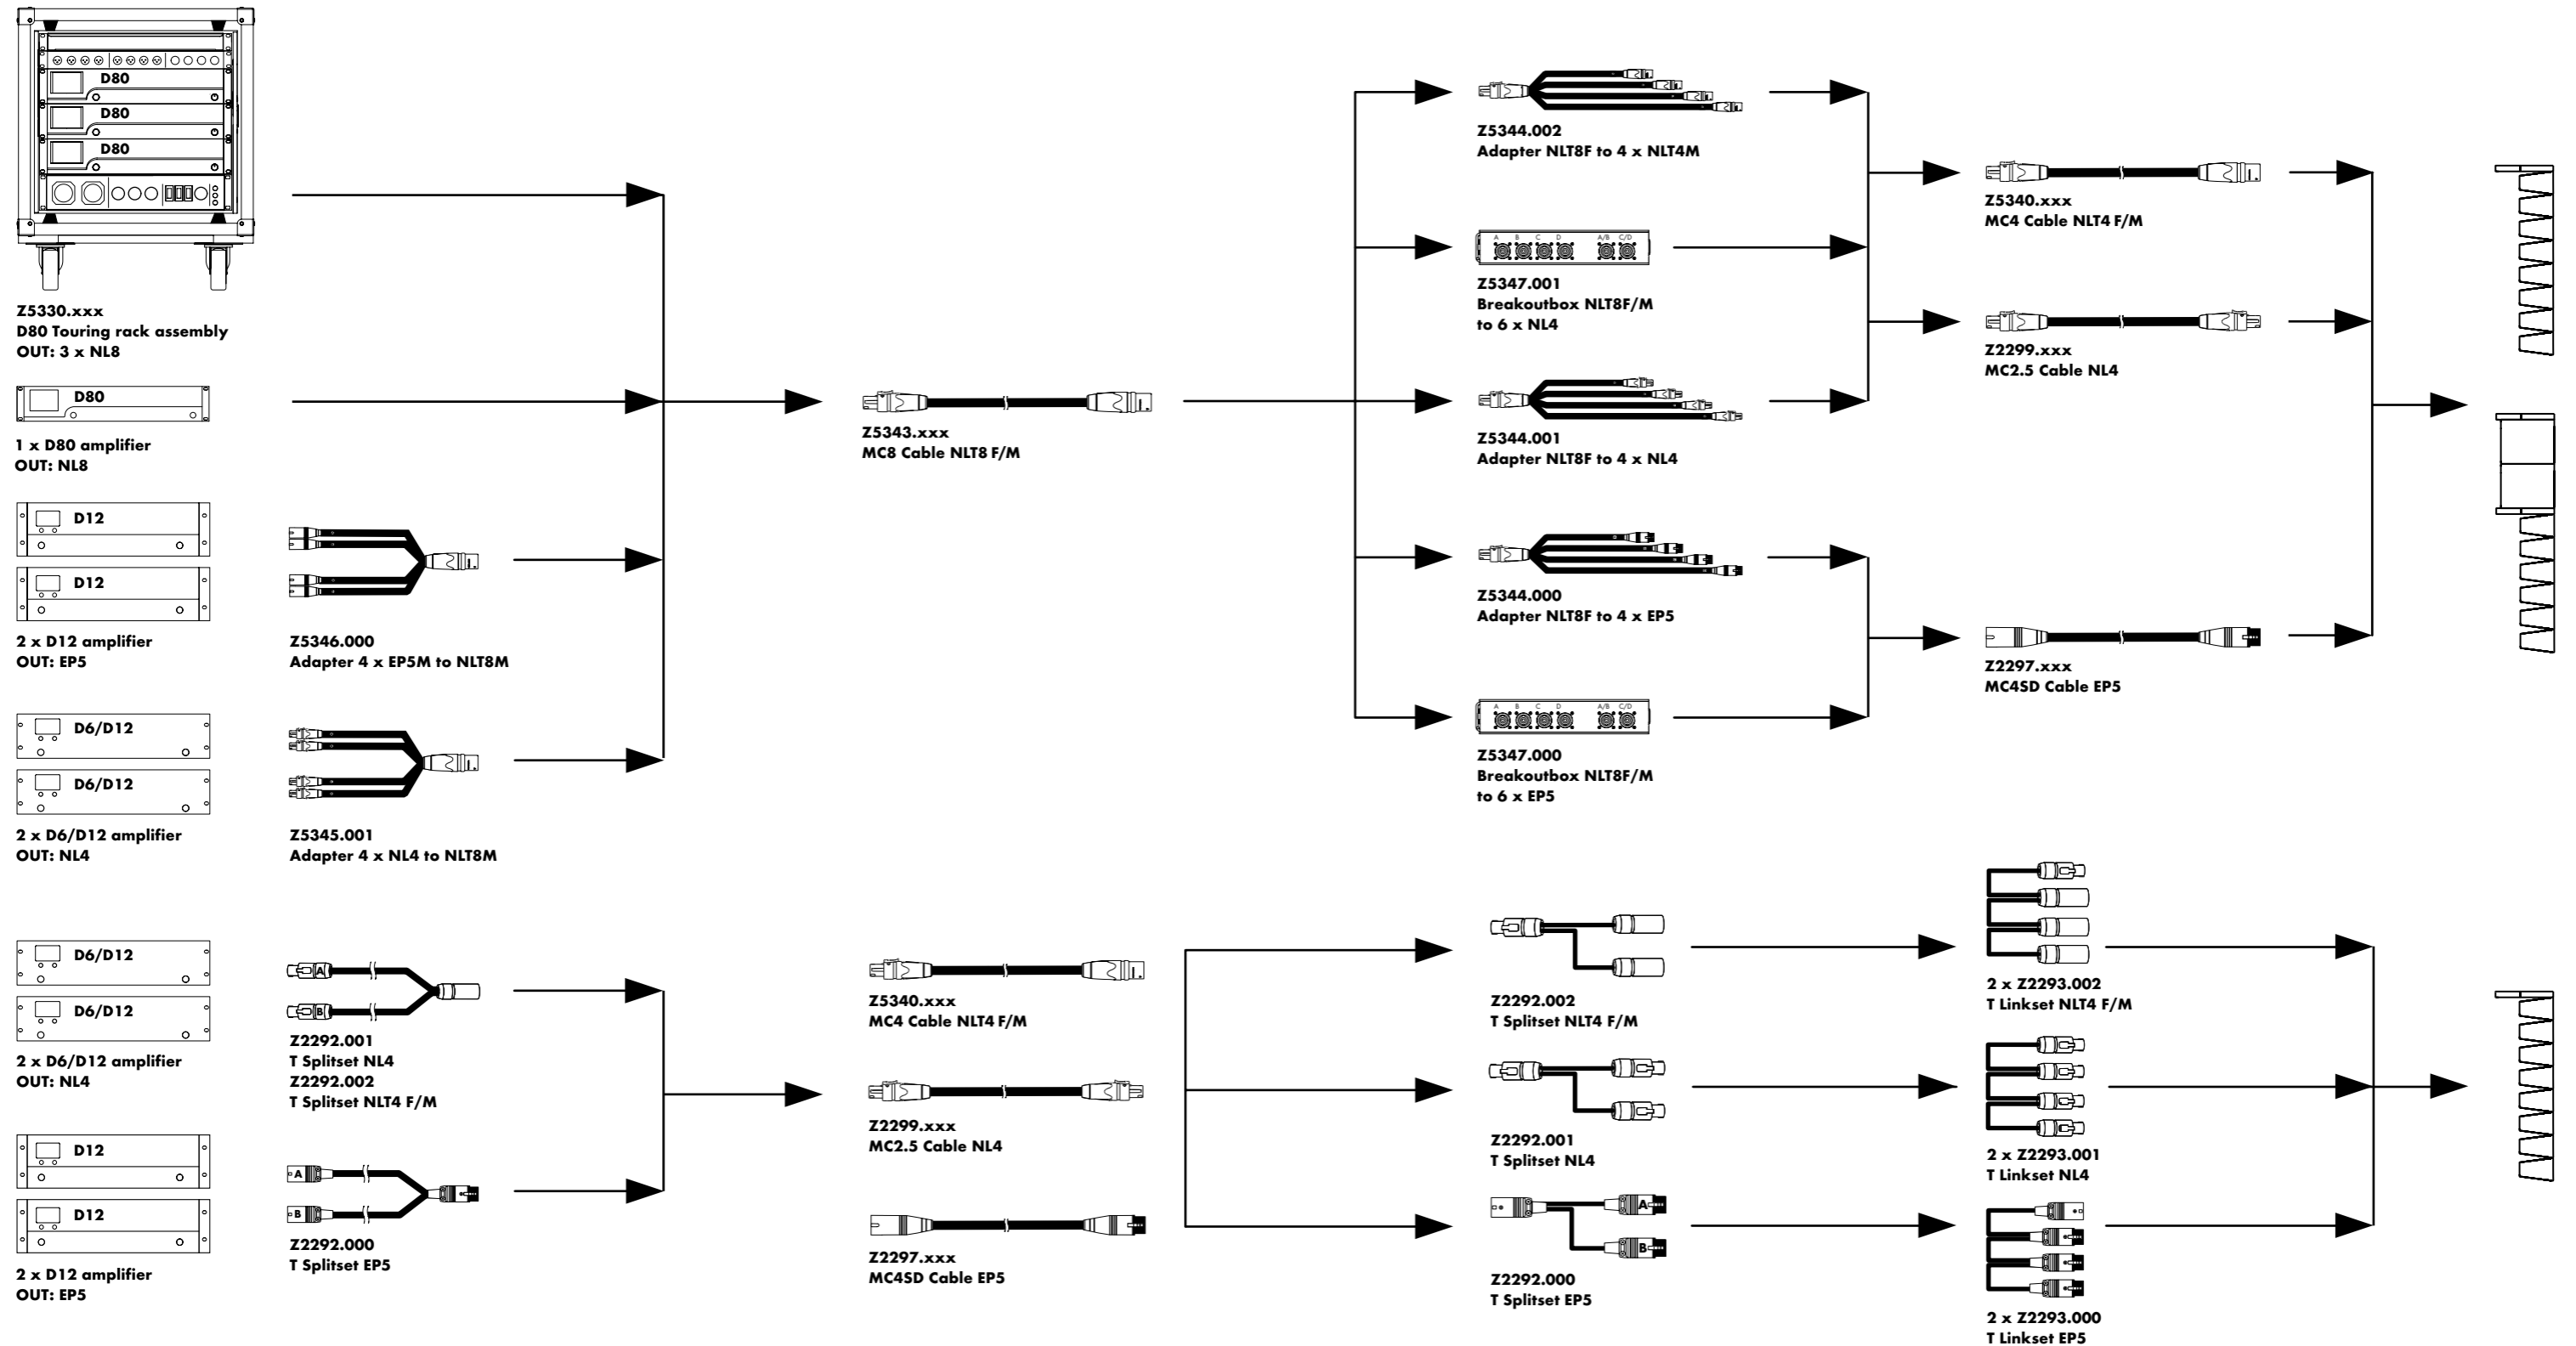 D80
D80
D80
Z5330.xxx
D80 Touring rack assembly
OUT: 3 x NL8
D80
1 x D80 amplifier
OUT: NL8
D12
D12
2 x D12 amplifier
OUT: EP5
Z5346.000
Adapter 4 x EP5M to NLT8M
D6/D12
D6/D12
2 x D6/D12 amplifier
OUT: NL4
Z5345.001
Adapter 4 x NL4 to NLT8M
Z5343.xxx
MC8 Cable NLT8 F/M
Z5344.002
Adapter NLT8F to 4 x NLT4M
A B C D A/B C/D
Z5347.001
Breakoutbox NLT8F/M
to 6 x NL4
Z5344.001
Adapter NLT8F to 4 x NL4
Z5344.000
Adapter NLT8F to 4 x EP5
A B C D A/B C/D
Z5347.000
Breakoutbox NLT8F/M
to 6 x EP5
Z5340.xxx
MC4 Cable NLT4 F/M
Z2299.xxx
MC2.5 Cable NL4
Z2297.xxx
MC4SD Cable EP5
D6/D12
D6/D12
2 x D6/D12 amplifier
OUT: NL4
A
B
Z2292.001
T Splitset NL4
Z2292.002
T Splitset NLT4 F/M
D12
D12
2 x D12 amplifier
OUT: EP5
A
B
Z2292.000
T Splitset EP5
Z5340.xxx
MC4 Cable NLT4 F/M
Z2299.xxx
MC2.5 Cable NL4
Z2297.xxx
MC4SD Cable EP5
Z2292.002
T Splitset NLT4 F/M
Z2292.001
T Splitset NL4
A
B
Z2292.000
T Splitset EP5
2 x Z2293.002
T Linkset NLT4 F/M
2 x Z2293.001
T Linkset NL4
2 x Z2293.000
T Linkset EP5